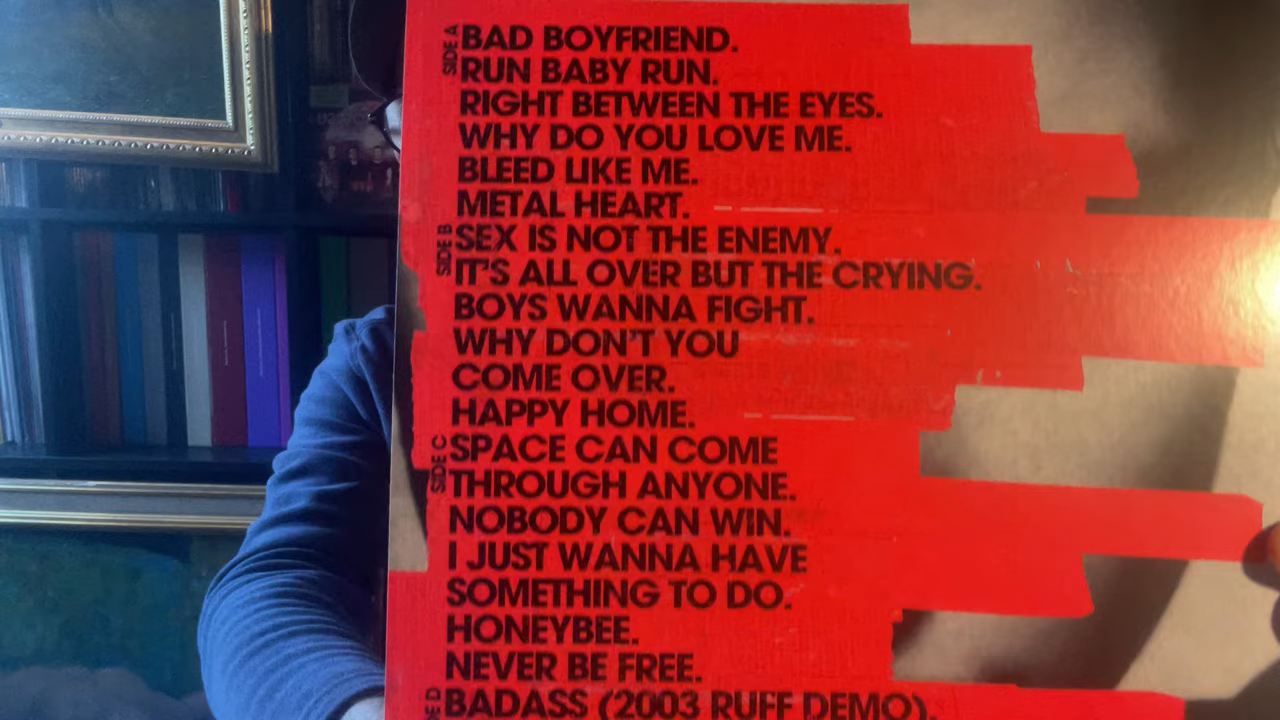 SIDE A
BAD BOYFRIEND.
RUN BABY RUN.
RIGHT BETWEEN THE EYES.
WHY DO YOU LOVE ME.
BLEED LIKE ME.
METAL HEART.
SIDE B
SEX IS NOT THE ENEMY.
IT'S ALL OVER BUT THE CRYING.
BOYS WANNA FIGHT.
WHY DON'T YOU
COME OVER.
HAPPY HOME.
SIDE C
SPACE CAN COME
THROUGH ANYONE.
NOBODY CAN WIN.
I JUST WANNA HAVE
SOMETHING TO DO.
HONEYBEE.
NEVER BE FREE.
D
BADASS (2003 RUFF DEMO).